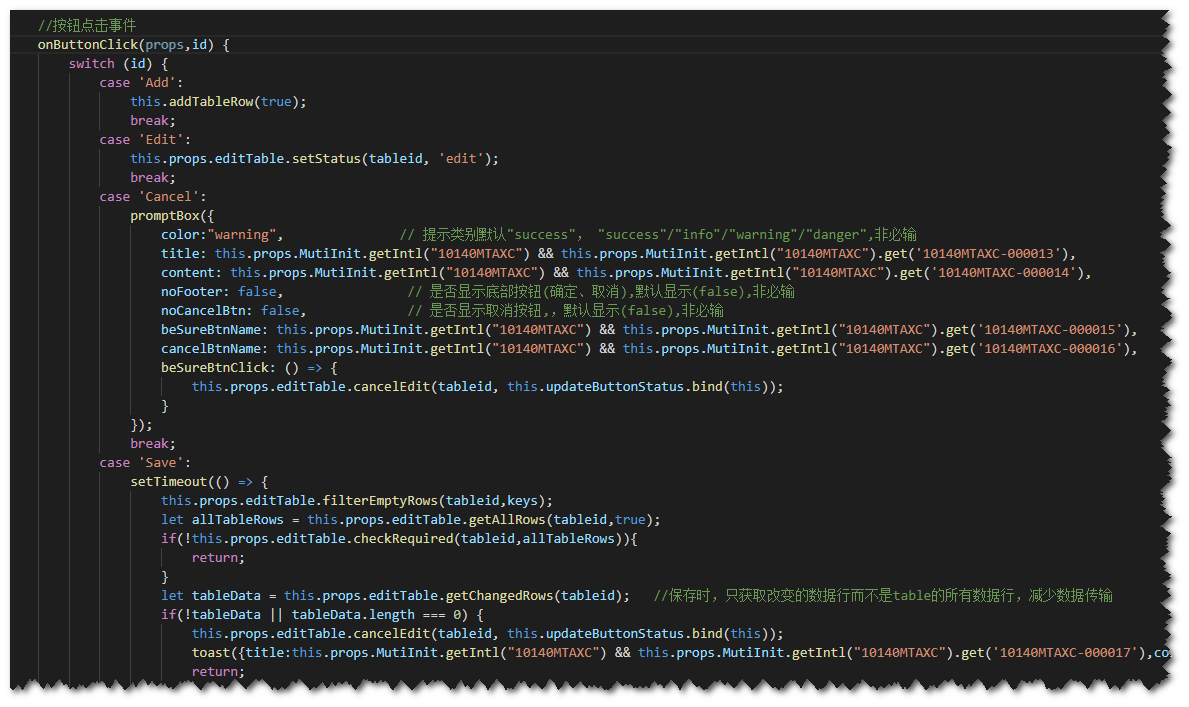 //按钮点击事件
onButtonClick(props,id) {
switch (id) {
case 'Add':
this.addTableRow(true);
break;
case 'Edit':
this.props.editTable.setStatus(tableid, 'edit');
break;
case 'Cancel':
promptBox({
color:"warning", // 提示类别默认"success", "success"/"info"/"warning"/"danger",非必输
title: this.props.MutiInit.getIntl("10140MTAXC") && this.props.MutiInit.getIntl("10140MTAXC").get('10140MTAXC-000013'),
content: this.props.MutiInit.getIntl("10140MTAXC") && this.props.MutiInit.getIntl("10140MTAXC").get('10140MTAXC-000014'),
noFooter: false, // 是否显示底部按钮(确定、取消),默认显示(false),非必输
noCancelBtn: false, // 是否显示取消按钮,，默认显示(false),非必输
beSureBtnName: this.props.MutiInit.getIntl("10140MTAXC") && this.props.MutiInit.getIntl("10140MTAXC").get('10140MTAXC-000015'),
cancelBtnName: this.props.MutiInit.getIntl("10140MTAXC") && this.props.MutiInit.getIntl("10140MTAXC").get('10140MTAXC-000016'),
beSureBtnClick: () => {
this.props.editTable.cancelEdit(tableid, this.updateButtonStatus.bind(this));
}
});
break;
case 'Save':
setTimeout(() => {
this.props.editTable.filterEmptyRows(tableid,keys);
let allTableRows = this.props.editTable.getAllRows(tableid,true);
if(!this.props.editTable.checkRequired(tableid,allTableRows)){
return;
}
let tableData = this.props.editTable.getChangedRows(tableid); //保存时，只获取改变的数据行而不是table的所有数据行，减少数据传输
if(!tableData || tableData.length === 0) {
this.props.editTable.cancelEdit(tableid, this.updateButtonStatus.bind(this));
toast({title:this.props.MutiInit.getIntl("10140MTAXC") && this.props.MutiInit.getIntl("10140MTAXC").get('10140MTAXC-000017'),co
return;